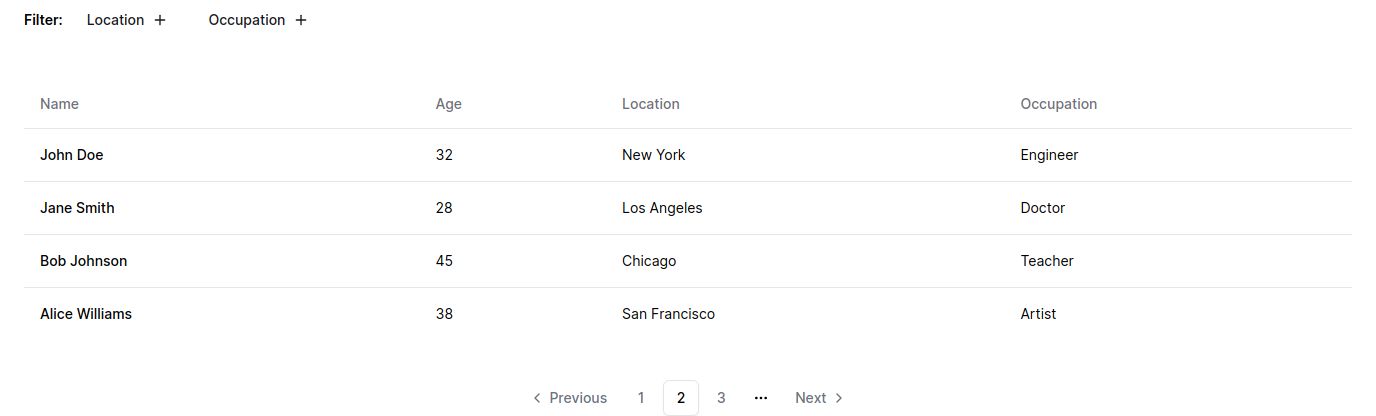 Filter: Location + Occupation +
Name Age Location Occupation
John Doe 32 New York Engineer
Jane Smith 28 Los Angeles Doctor
Bob Johnson 45 Chicago Teacher
Alice Williams 38 San Francisco Artist
< Previous 1 2 3 ... Next >